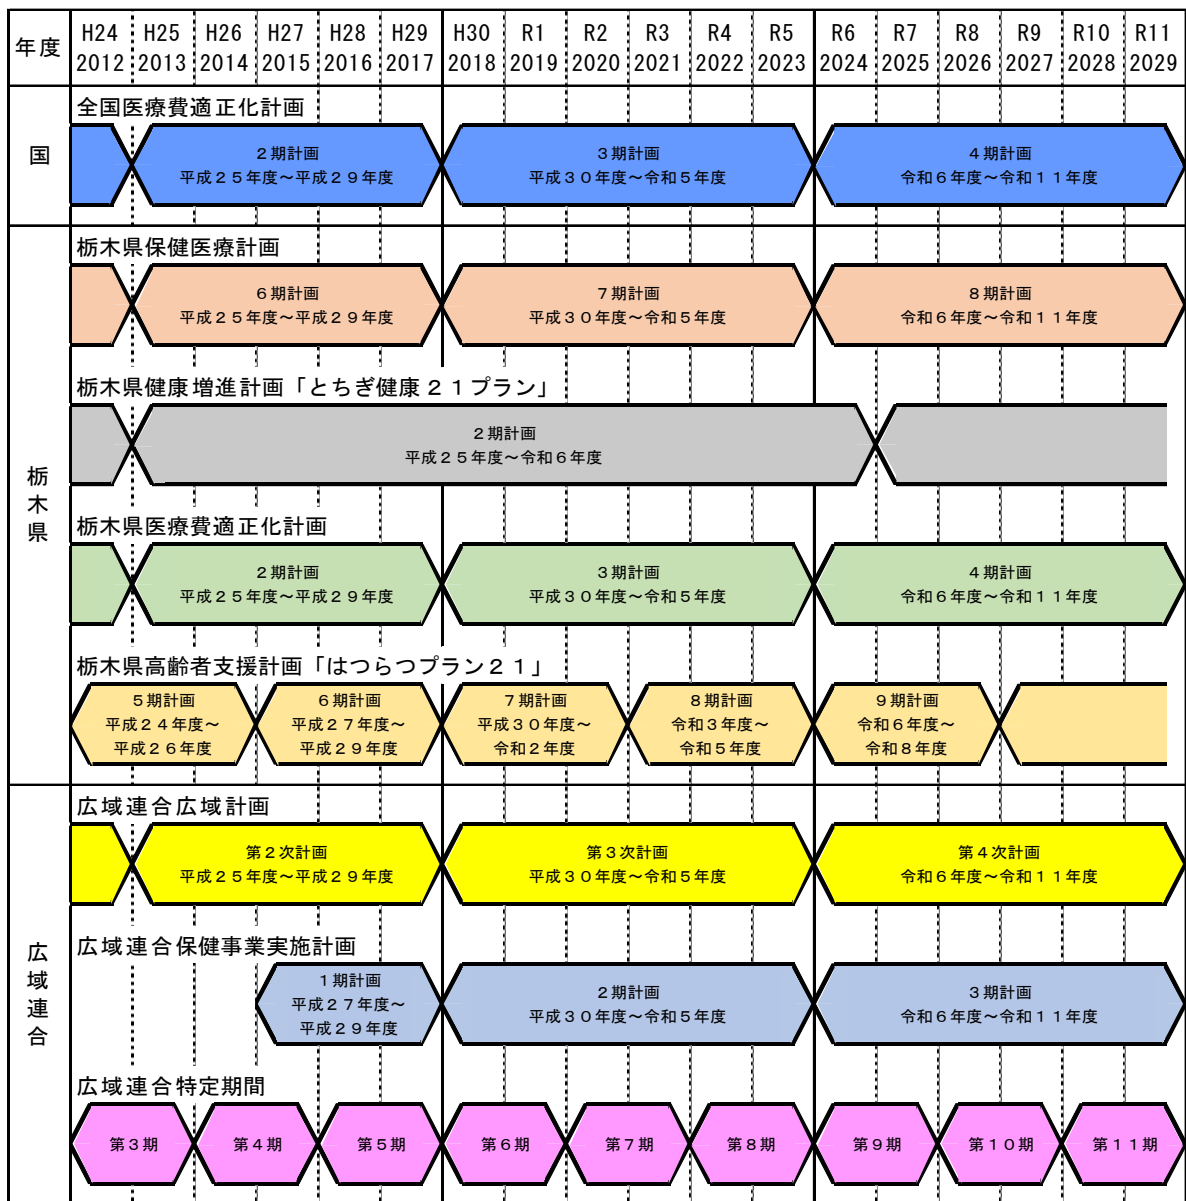 年度 H24 H25 H26 H27 H28 H29 H30 R1 R2 R3 R4 R5 R6 R7 R8 R9 R10 R11
2012 2013 2014 2015 2016 2017 2018 2019 2020 2021 2022 2023 2024 2025 2026 2027 2028 2029
国
全国医療費適正化計画
２期計画 ３期計画 ４期計画
平成２５年度～平成２９年度 平成３０年度～令和５年度 令和６年度～令和１１年度
栃木県
栃木県保健医療計画
６期計画 ７期計画 ８期計画
平成２５年度～平成２９年度 平成３０年度～令和５年度 令和６年度～令和１１年度
栃木県健康増進計画「とちぎ健康２１プラン」
２期計画
平成２５年度～令和６年度
栃木県医療費適正化計画
２期計画 ３期計画 ４期計画
平成２５年度～平成２９年度 平成３０年度～令和５年度 令和６年度～令和１１年度
栃木県高齢者支援計画「はつらつプラン２１」
５期計画 ６期計画 ７期計画 ８期計画 ９期計画
平成２４年度～ 平成２７年度～ 平成３０年度～ 令和３年度～ 令和６年度～
平成２６年度 平成２９年度 令和２年度 令和５年度 令和８年度
広域連合
広域連合広域計画
第２次計画 第３次計画 第４次計画
平成２５年度～平成２９年度 平成３０年度～令和５年度 令和６年度～令和１１年度
広域連合保健事業実施計画
１期計画 ２期計画 ３期計画
平成２７年度～ 平成３０年度～令和５年度 令和６年度～令和１１年度
平成２９年度
広域連合特定期間
第３期 第４期 第５期 第６期 第７期 第８期 第９期 第１０期 第１１期